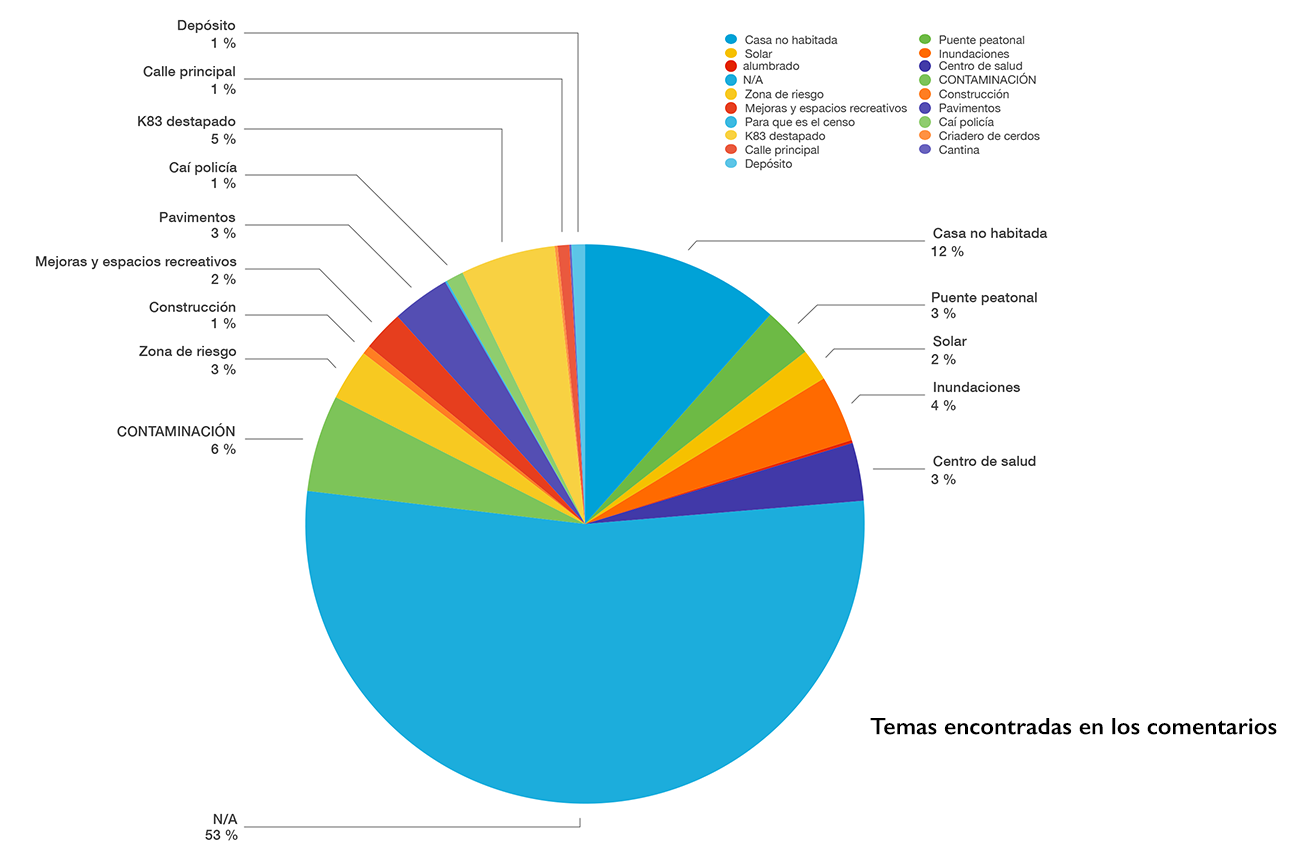 Depósito
1 %
Calle principal
1 %
K83 destapado
5 %
Caí policía
1 %
Pavimentos
3 %
Mejoras y espacios recreativos
2 %
Construcción
1 %
Zona de riesgo
3 %
CONTAMINACIÓN
6 %
N/A
53 %
Casa no habitada
Solar
alumbrado
N/A
Zona de riesgo
Mejoras y espacios recreativos
Para que es el censo
K83 destapado
Calle principal
Depósito
Puente peatonal
Inundaciones
Centro de salud
CONTAMINACIÓN
Construcción
Pavimentos
Caí policía
Criadero de cerdos
Cantina
Casa no habitada
12 %
Puente peatonal
3 %
Solar
2 %
Inundaciones
4 %
Centro de salud
3 %
Temas encontradas en los comentarios